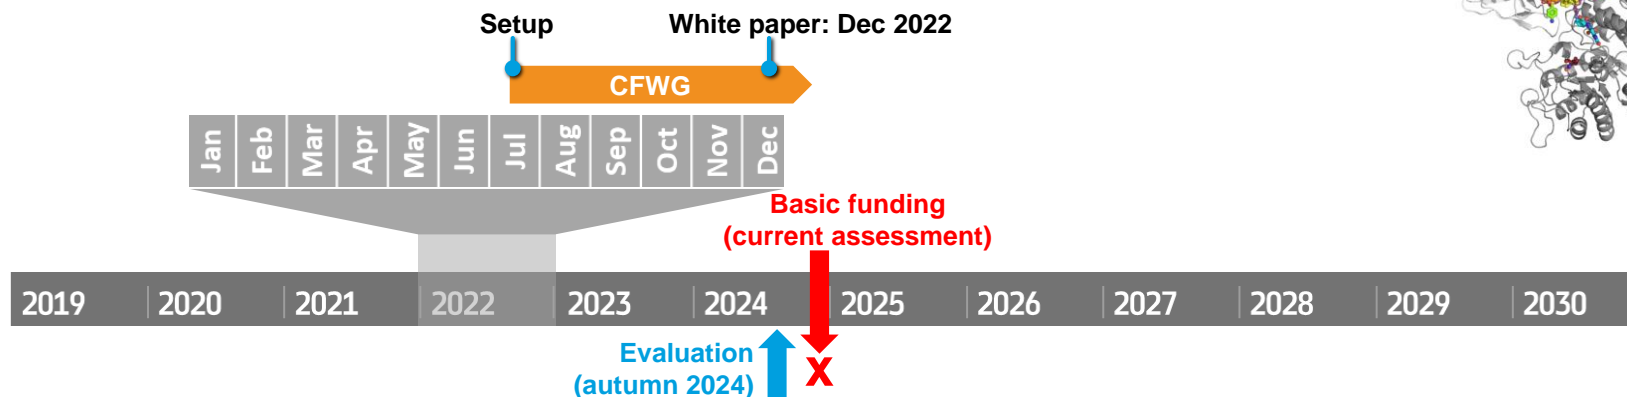 Setup
White paper: Dec 2022
CFWG
Jan Feb Mar Apr May Jun Jul Aug Sep Oct Nov Dec
Basic funding
(current assessment)
2019 2020 2021 2022 2023 2024 2025 2026 2027 2028 2029 2030
Evaluation
(autumn 2024)
X